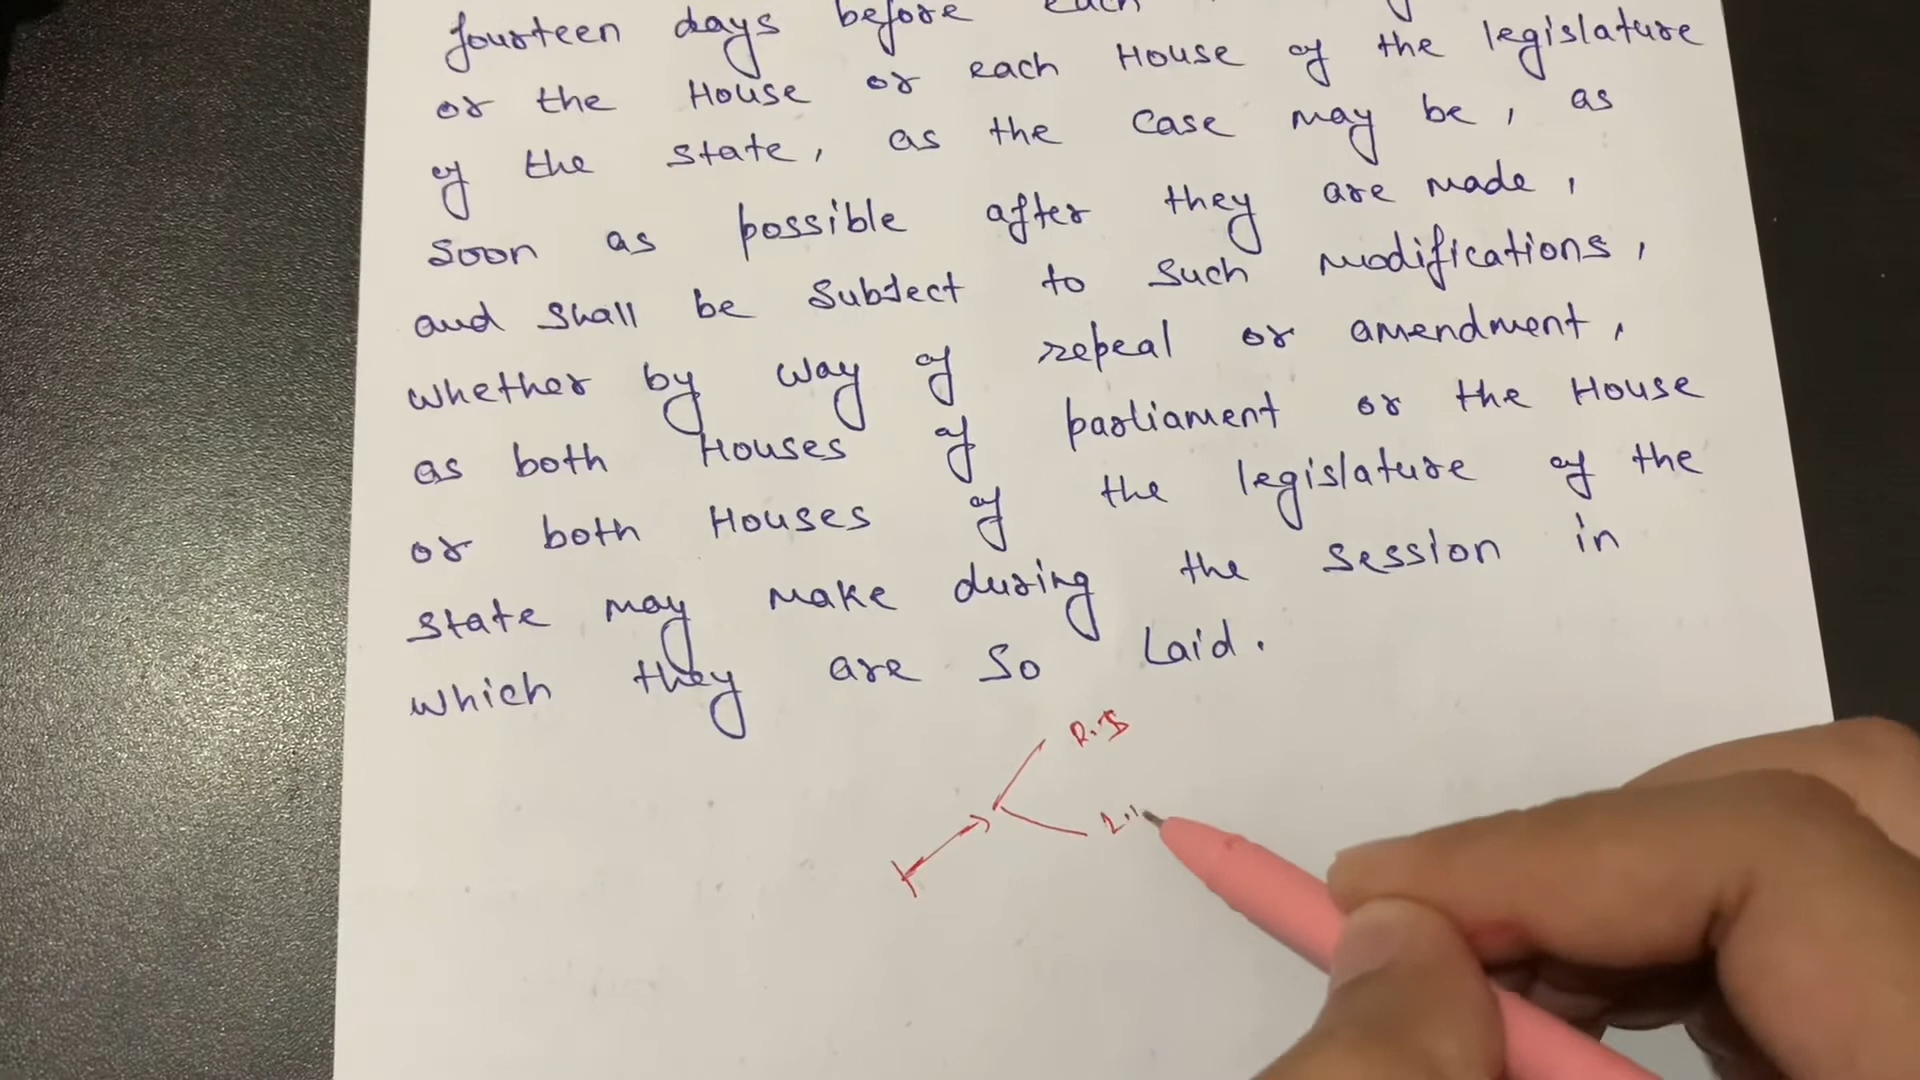 fourteen days before each
or the House or each House of the legislature
of the state, as the case may be, as
soon as possible after they are made,
and shall be subject to such modifications,
whether by way of repeal or amendment,
as both Houses of parliament or the House
or both Houses of the legislature of the
state may make during the session in
which they are so laid.
R.S